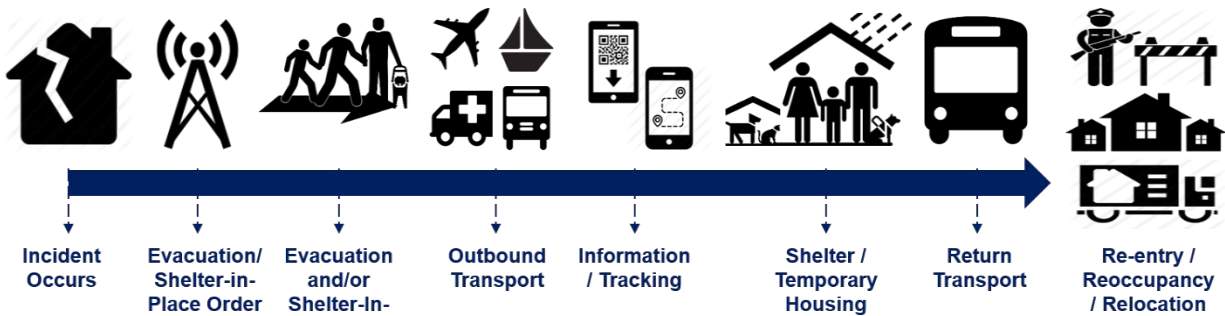 Incident
Occurs
Evacuation/
Shelter-in-
Place Order
Evacuation
and/or
Shelter-In-
Outbound
Transport
Information
/ Tracking
Shelter /
Temporary
Housing
Return
Transport
Re-entry /
Reoccupancy
/ Relocation